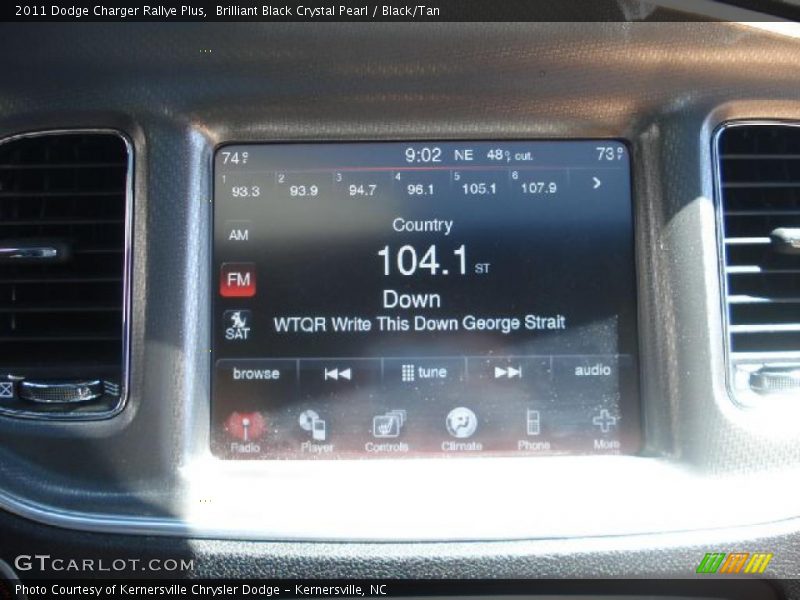 2011 Dodge Charger Rallye Plus,  Brilliant Black Crystal Pearl / Black/Tan
74° 9:02 NE 48° out. 73°
1 93.3 2 93.9 3 94.7 4 96.1 5 105.1 6 107.9
AM
Country
104.1 ST
FM
Down
SAT
WTQR Write This Down George Strait
browse tune audio
Radio Player Controls Climate Phone More
GTCARLOT.COM
Photo Courtesy of Kernersville Chrysler Dodge – Kernersville, NC